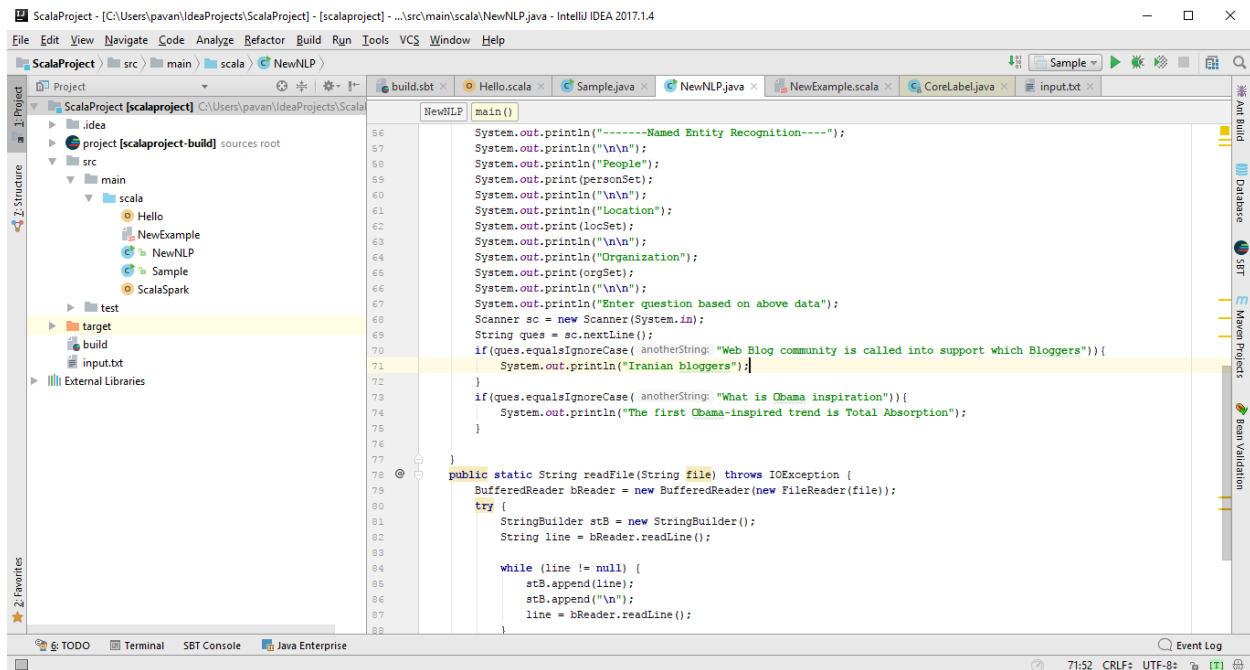 ScalaProject - [C:\Users\pavan\IdeaProjects\ScalaProject] - [scalaproject] - ...\src\main\scala\NewNLP.java - IntelliJ IDEA 2017.1.4
File Edit View Navigate Code Analyze Refactor Build Run Tools VCS Window Help
ScalaProject src main scala NewNLP Sample
Project
build.sbt Hello.scala Sample.java NewNLP.java NewExample.scala CoreLabel.java input.txt
NewNLP main()
ScalaProject [scalaproject] C:\Users\pavan\IdeaProjects\Scalal
.idea
project [scalaproject-build] sources root
src
main
scala
Hello
NewExample
NewNLP
Sample
ScalaSpark
test
target
build
input.txt
External Libraries
56 System.out.println("-------Named Entity Recognition----");
57 System.out.println("\n\n");
58 System.out.println("People");
59 System.out.print(personSet);
60 System.out.println("\n\n");
61 System.out.println("Location");
62 System.out.print(locSet);
63 System.out.println("\n\n");
64 System.out.println("Organization");
65 System.out.print(orgSet);
66 System.out.println("\n\n");
67 System.out.println("Enter question based on above data");
68 Scanner sc = new Scanner(System.in);
69 String ques = sc.nextLine();
70 if(ques.equalsIgnoreCase( anotherString: "Web Blog community is called into support which Bloggers")){
71 System.out.println("Iranian bloggers");
72 }
73 if(ques.equalsIgnoreCase( anotherString: "What is Obama inspiration")){
74 System.out.println("The first Obama-inspired trend is Total Absorption");
75 }
76
77 }
78 @ public static String readFile(String file) throws IOException {
79 BufferedReader bReader = new BufferedReader(new FileReader(file));
80 try {
81 StringBuilder stB = new StringBuilder();
82 String line = bReader.readLine();
83
84 while (line != null) {
85 stB.append(line);
86 stB.append("\n");
87 line = bReader.readLine();
88 }
1: Project
7: Structure
2: Favorites
Ant Build
Database
SBT
Maven Projects
Bean Validation
6: TODO Terminal SBT Console Java Enterprise Event Log
71:52 CRLF UTF-8 [T]